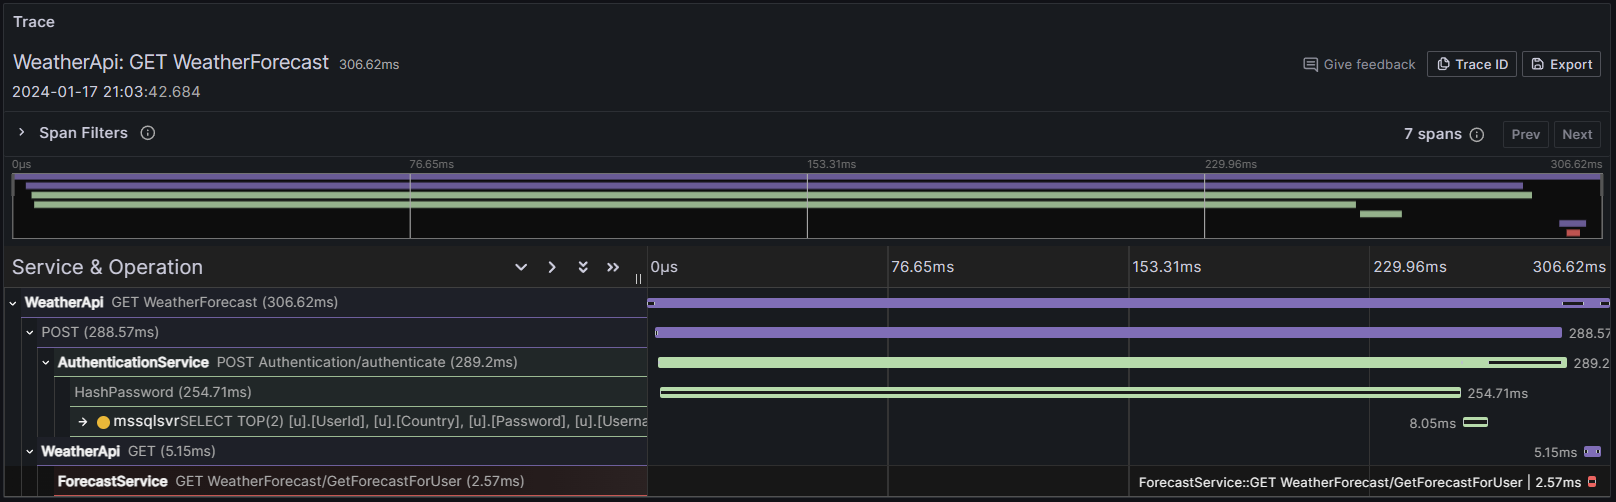 Trace
WeatherApi: GET WeatherForecast 306.62ms
Give feedback Trace ID Export
2024-01-17 21:03:42.684
Span Filters 7 spans Prev Next
0μs 76.65ms 153.31ms 229.96ms 306.62ms
Service & Operation 0μs 76.65ms 153.31ms 229.96ms 306.62ms
WeatherApi GET WeatherForecast (306.62ms)
POST (288.57ms) 288.57
AuthenticationService POST Authentication/authenticate (289.2ms) 289.2
HashPassword (254.71ms) 254.71ms
mssqlsvrSELECT TOP(2) [u].[UserId], [u].[Country], [u].[Password], [u].[Userna 8.05ms
WeatherApi GET (5.15ms) 5.15ms
ForecastService GET WeatherForecast/GetForecastForUser (2.57ms) ForecastService::GET WeatherForecast/GetForecastForUser | 2.57ms